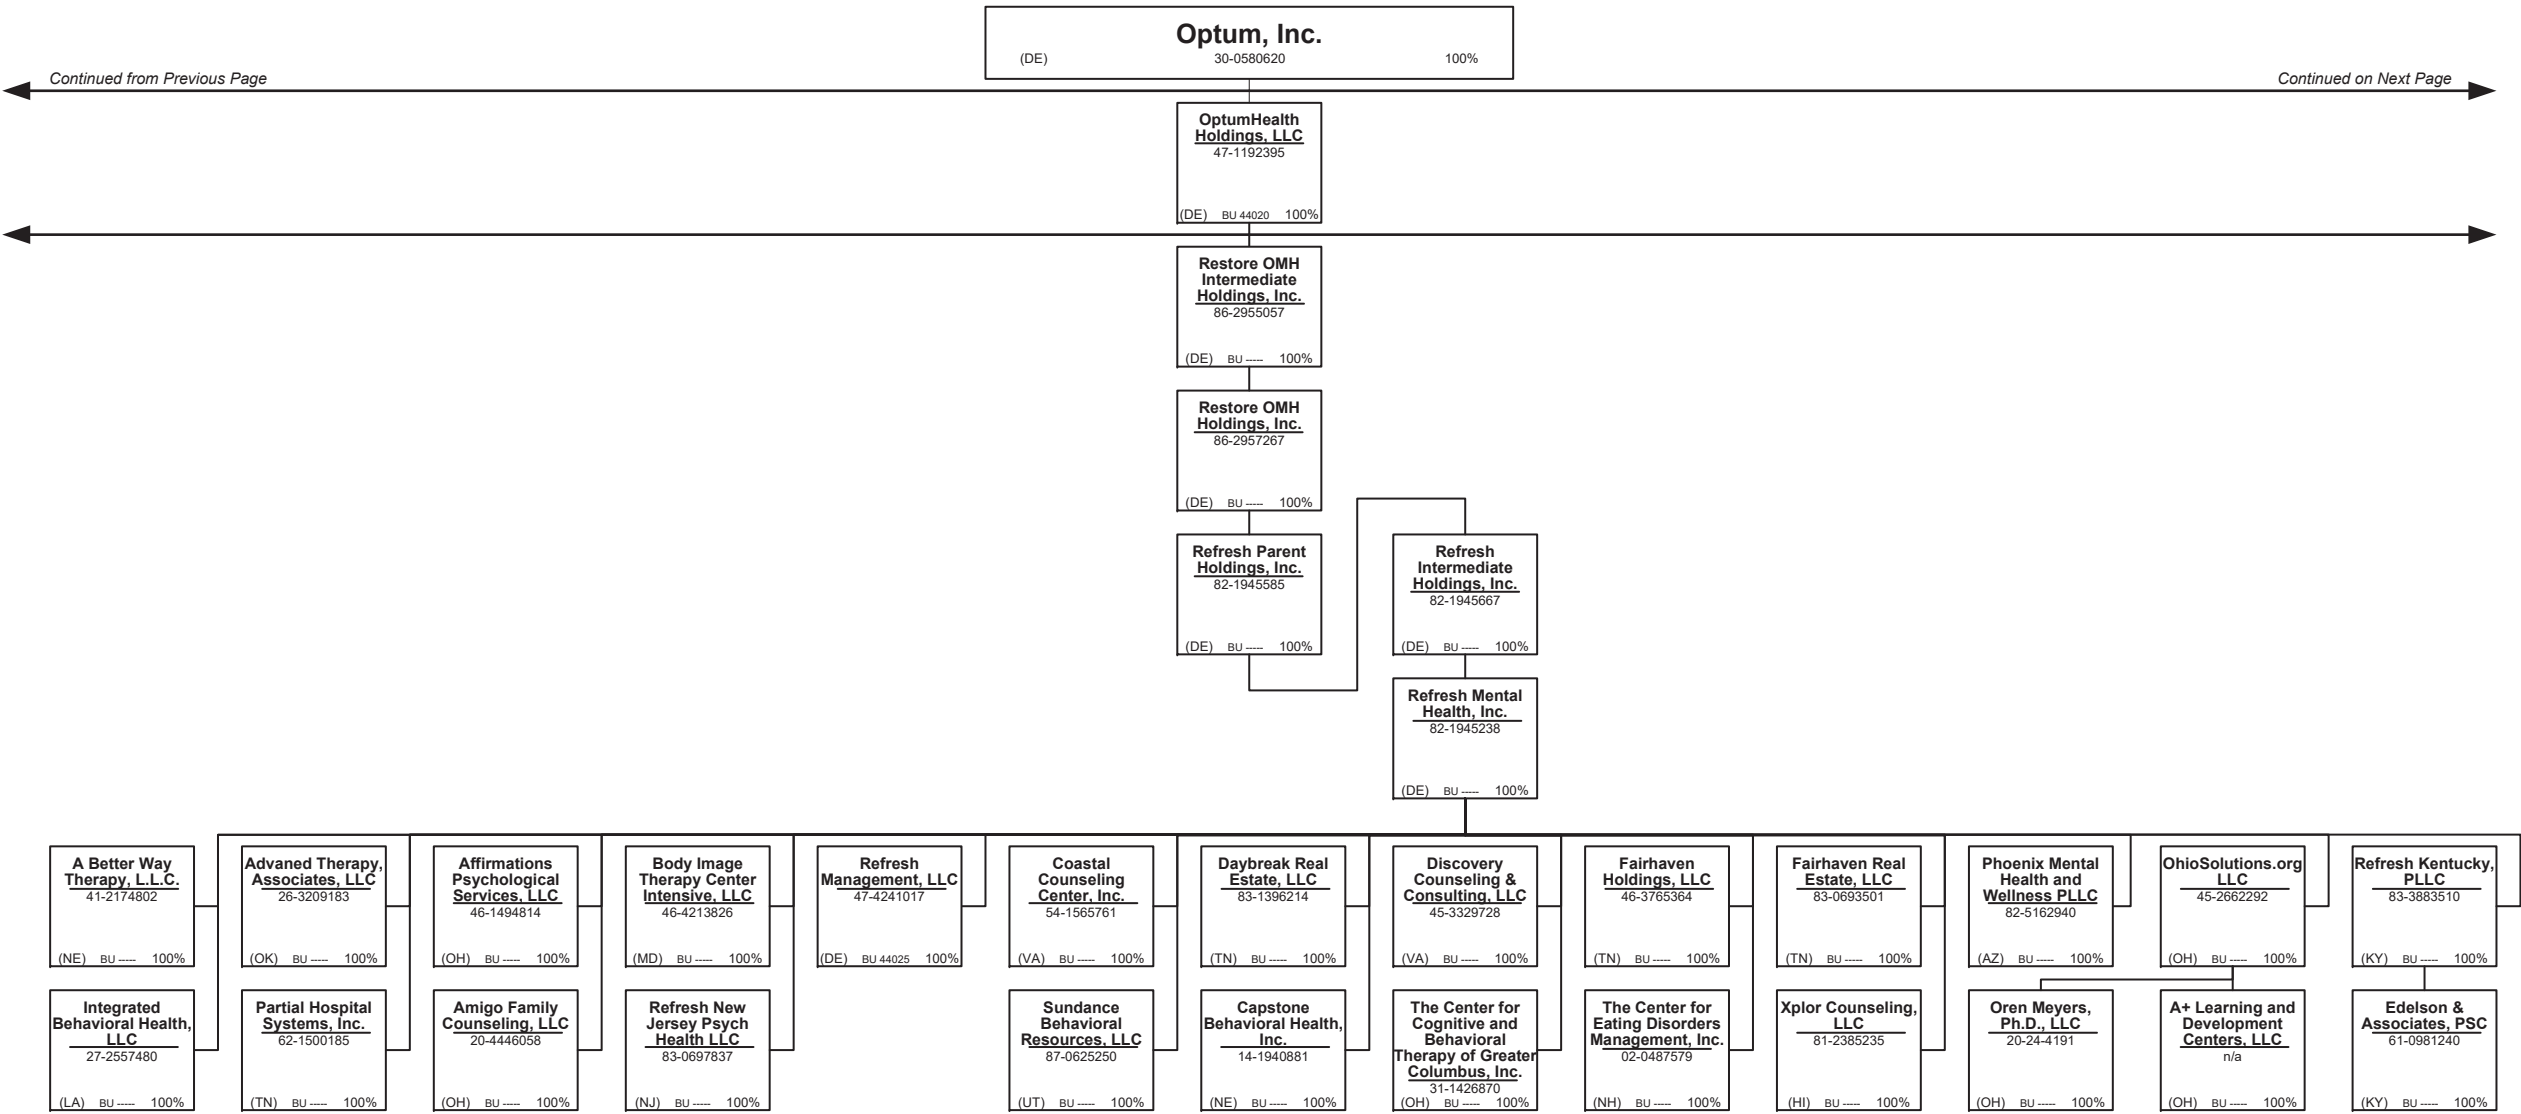 Optum, Inc.
(DE) 30-0580620 100%
Continued from Previous Page
Continued on Next Page
OptumHealth
Holdings, LLC
47-1192395
(DE) BU 44020 100%
Restore OMH
Intermediate
Holdings, Inc.
86-2955057
(DE) BU ----- 100%
Restore OMH
Holdings, Inc.
86-2957267
(DE) BU ----- 100%
Refresh Parent
Holdings, Inc.
82-1945585
(DE) BU ----- 100%
Refresh
Intermediate
Holdings, Inc.
82-1945667
(DE) BU ----- 100%
Refresh Mental
Health, Inc.
82-1945238
(DE) BU ----- 100%
A Better Way
Therapy, L.L.C.
41-2174802
(NE) BU ----- 100%
Advaned Therapy,
Associates, LLC
26-3209183
(OK) BU ----- 100%
Affirmations
Psychological
Services, LLC
46-1494814
(OH) BU ----- 100%
Body Image
Therapy Center
Intensive, LLC
46-4213826
(MD) BU ----- 100%
Refresh
Management, LLC
47-4241017
(DE) BU 44025 100%
Coastal
Counseling
Center, Inc.
54-1565761
(VA) BU ----- 100%
Daybreak Real
Estate, LLC
83-1396214
(TN) BU ----- 100%
Discovery
Counseling &
Consulting, LLC
45-3329728
(VA) BU ----- 100%
Fairhaven
Holdings, LLC
46-3765364
(TN) BU ----- 100%
Fairhaven Real
Estate, LLC
83-0693501
(TN) BU ----- 100%
Phoenix Mental
Health and
Wellness PLLC
82-5162940
(AZ) BU ----- 100%
OhioSolutions.org
LLC
45-2662292
(OH) BU ----- 100%
Refresh Kentucky,
PLLC
83-3883510
(KY) BU ----- 100%
Integrated
Behavioral Health,
LLC
27-2557480
(LA) BU ----- 100%
Partial Hospital
Systems, Inc.
62-1500185
(TN) BU ----- 100%
Amigo Family
Counseling, LLC
20-4446058
(OH) BU ----- 100%
Refresh New
Jersey Psych
Health LLC
83-0697837
(NJ) BU ----- 100%
Sundance
Behavioral
Resources, LLC
87-0625250
(UT) BU ----- 100%
Capstone
Behavioral Health,
Inc.
14-1940881
(NE) BU ----- 100%
The Center for
Cognitive and
Behavioral
Therapy of Greater
Columbus, Inc.
31-1426870
(OH) BU ----- 100%
The Center for
Eating Disorders
Management, Inc.
02-0487579
(NH) BU ----- 100%
Xplor Counseling,
LLC
81-2385235
(HI) BU ----- 100%
Oren Meyers,
Ph.D., LLC
20-24-4191
(OH) BU ----- 100%
A+ Learning and
Development
Centers, LLC
n/a
(OH) BU ----- 100%
Edelson &
Associates, PSC
61-0981240
(KY) BU ----- 100%